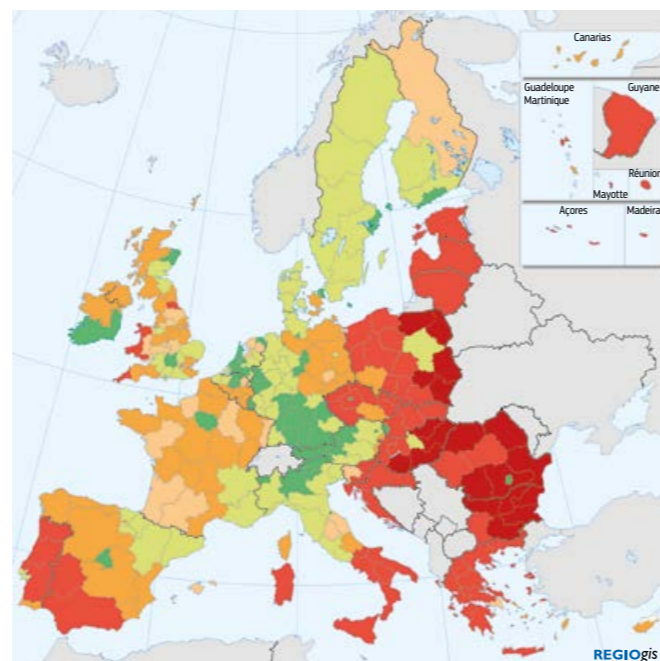 Canarias
Guadeloupe
Martinique
Guyane
Réunion
Mayotte
Açores
Madeira
REGIOgis